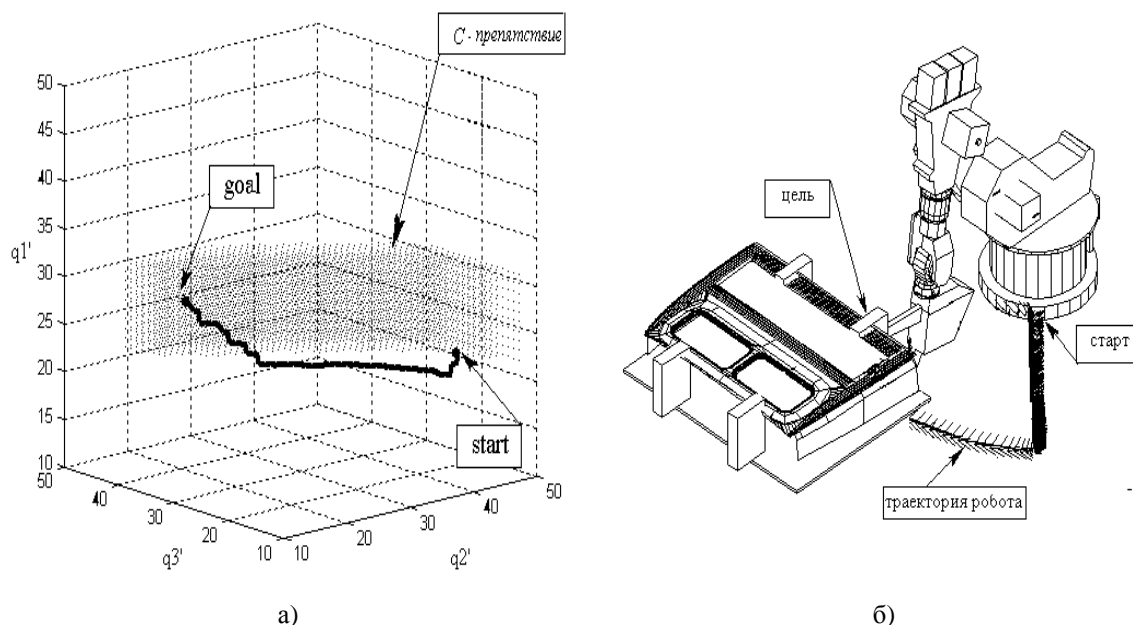 С - препятствие
50
45
40
35
30
25
20
15
10
q1'
goal
start
50
40
30
20
10
q3'
10
20
30
40
50
q2'
а)
цель
старт
траектория робота
б)